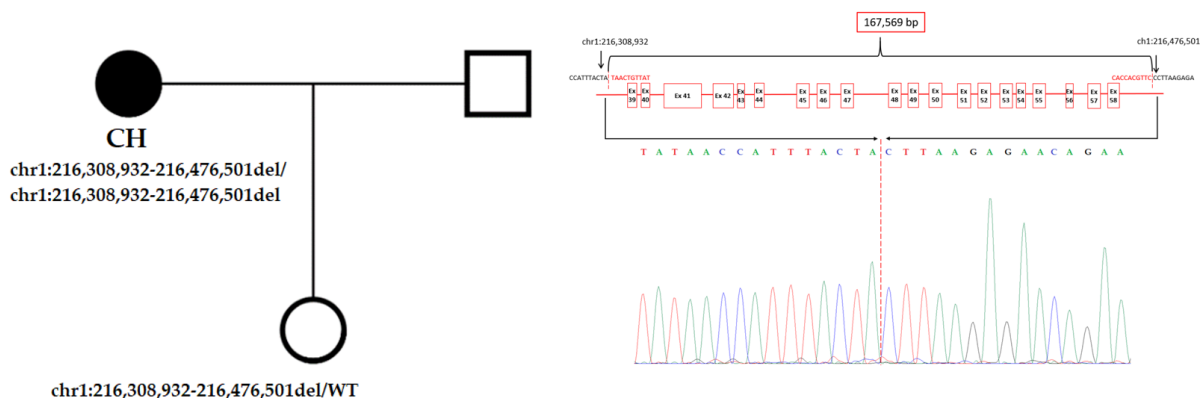 CH
chr1:216,308,932-216,476,501del/
chr1:216,308,932-216,476,501del
chr1:216,308,932-216,476,501del/WT
167,569 bp
chr1:216,308,932
ch1:216,476,501
CCATTTACTA TAACTGTTAT
CACCACGTTC CCTTAAGAGA
Ex 39 Ex 40 Ex 41 Ex 42 Ex 43 Ex 44 Ex 45 Ex 46 Ex 47 Ex 48 Ex 49 Ex 50 Ex 51 Ex 52 Ex 53 Ex 54 Ex 55 Ex 56 Ex 57 Ex 58
T A T A A C C A T T T A C T A C T T A A G A G A A C A G A A